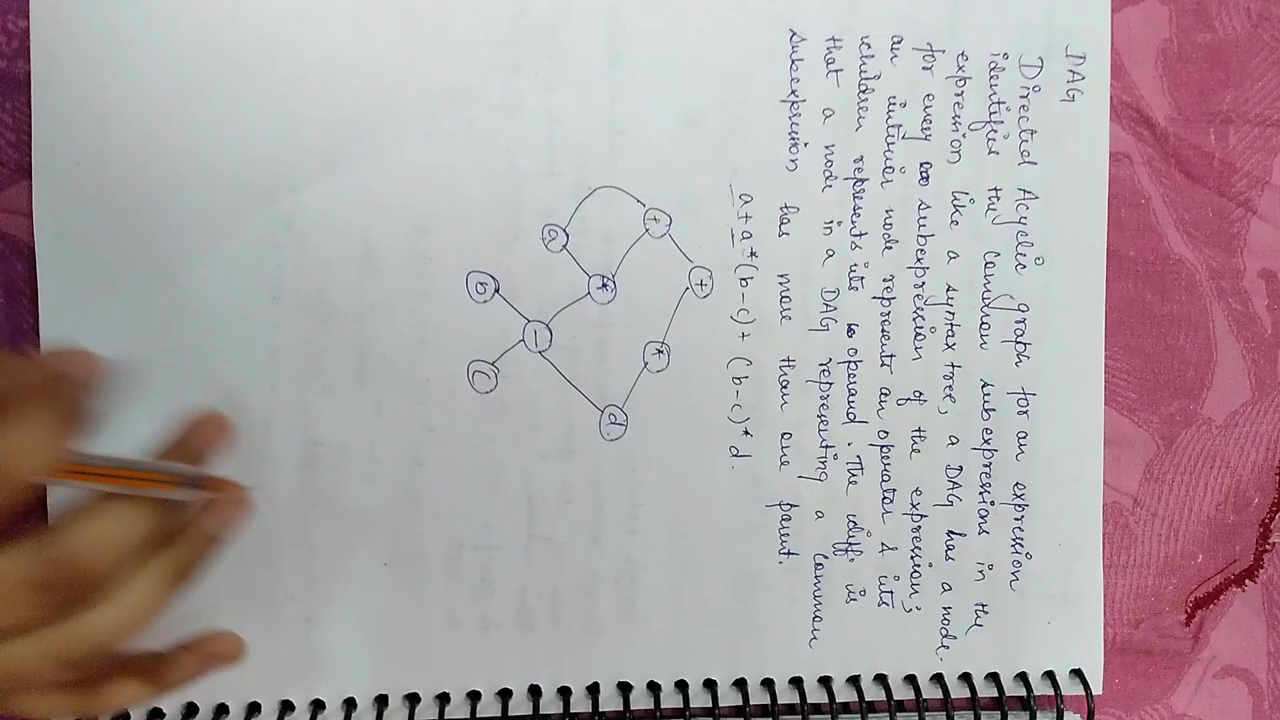 DAG
Directed Acyclic graph for an expression
identifies the common subexpressions in the
expression like a syntax tree, a DAG has a node
for every subexpression of the expression;
an interior node represents an operator & its
children represents its operand. The diff is
that a node in a DAG representing a common
subexpression has more than one parent.
a + a * (b - c) + (b - c) * d.
+
+ *
a * d
-
b c